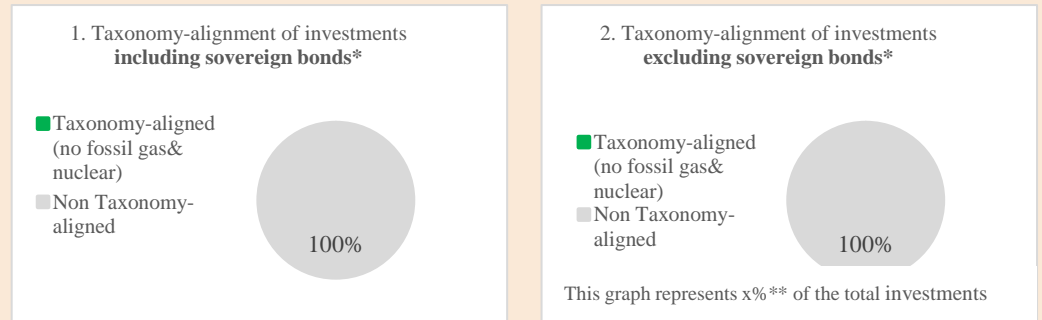 1. Taxonomy-alignment of investments
including sovereign bonds*
Taxonomy-aligned
(no fossil gas&
nuclear)
Non Taxonomy-
aligned
100%
2. Taxonomy-alignment of investments
excluding sovereign bonds*
Taxonomy-aligned
(no fossil gas&
nuclear)
Non Taxonomy-
aligned
100%
This graph represents x%** of the total investments